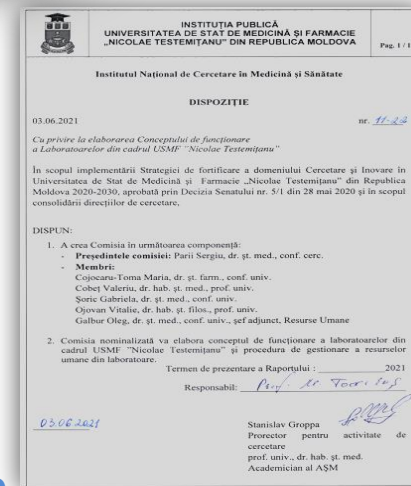 INSTITUȚIA PUBLICĂ
UNIVERSITATEA DE STAT DE MEDICINĂ ȘI FARMACIE
„NICOLAE TESTEMIȚANU” DIN REPUBLICA MOLDOVA
Pag. 1 / 1
Institutul Național de Cercetare în Medicină și Sănătate
DISPOZIȚIE
03.06.2021 nr. 11-22
Cu privire la elaborarea Conceptului de funcționare
a Laboratoarelor din cadrul USMF ”Nicolae Testemițanu”
În scopul implementării Strategici de fortificare a domeniului Cercetare și Inovare în
Universitatea de Stat de Medicină și Farmacie „Nicolae Testemițanu” din Republica
Moldova 2020-2030, aprobată prin Decizia Senatului nr. 5/1 din 28 mai 2020 și în scopul
consolidării direcțiilor de cercetare,
DISPUN:
1. A crea Comisia în următoarea componență:
- Președintele comisiei: Parii Sergiu, dr. șt. med., conf. cerc.
- Membri:
Cojocaru-Toma Maria, dr. șt. farm., conf. univ.
Cobeț Valeriu, dr. hab. șt. med., prof. univ.
Șoric Gabriela, dr. șt. med., conf. univ.
Ojovan Vitalie, dr. hab. șt. filos., prof. univ.
Galbur Oleg, dr. șt. med., conf. univ., șef adjunct, Resurse Umane
2. Comisia nominalizată va elabora conceptul de funcționare a laboratoarelor din
cadrul USMF ”Nicolae Testemițanu” și procedura de gestionare a resurselor
umane din laboratoare.
Termen de prezentare a Raportului : 2021
Responsabil: Prof.
03.06.2021
Stanislav Groppa
Prorector pentru activitate de
cercetare
prof. univ., dr. hab. șt. med.
Academician al AȘM